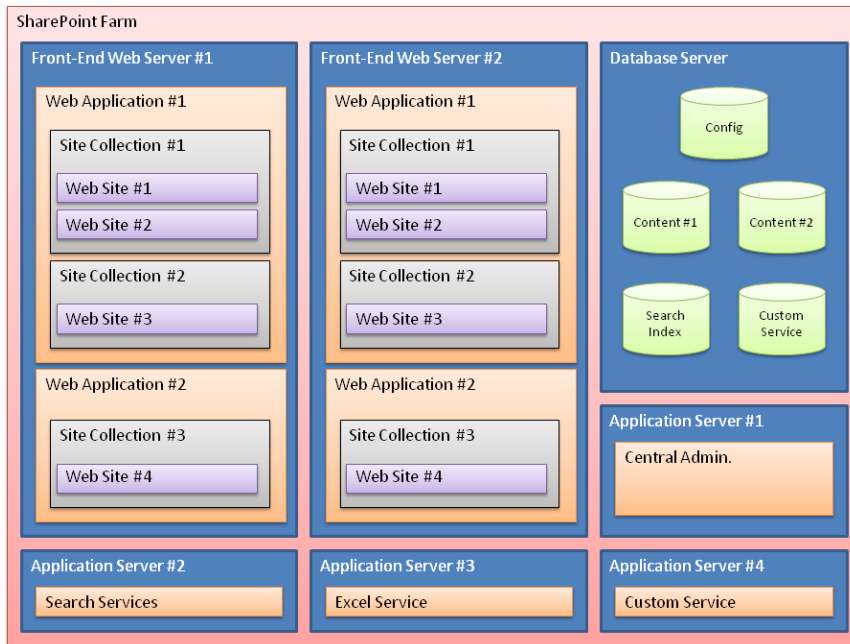 SharePoint Farm
Front-End Web Server #1
Web Application #1
Site Collection #1
Web Site #1
Web Site #2
Site Collection #2
Web Site #3
Web Application #2
Site Collection #3
Web Site #4
Front-End Web Server #2
Web Application #1
Site Collection #1
Web Site #1
Web Site #2
Site Collection #2
Web Site #3
Web Application #2
Site Collection #3
Web Site #4
Database Server
Config
Content #1
Content #2
Search
Index
Custom
Service
Application Server #1
Central Admin.
Application Server #2
Search Services
Application Server #3
Excel Service
Application Server #4
Custom Service